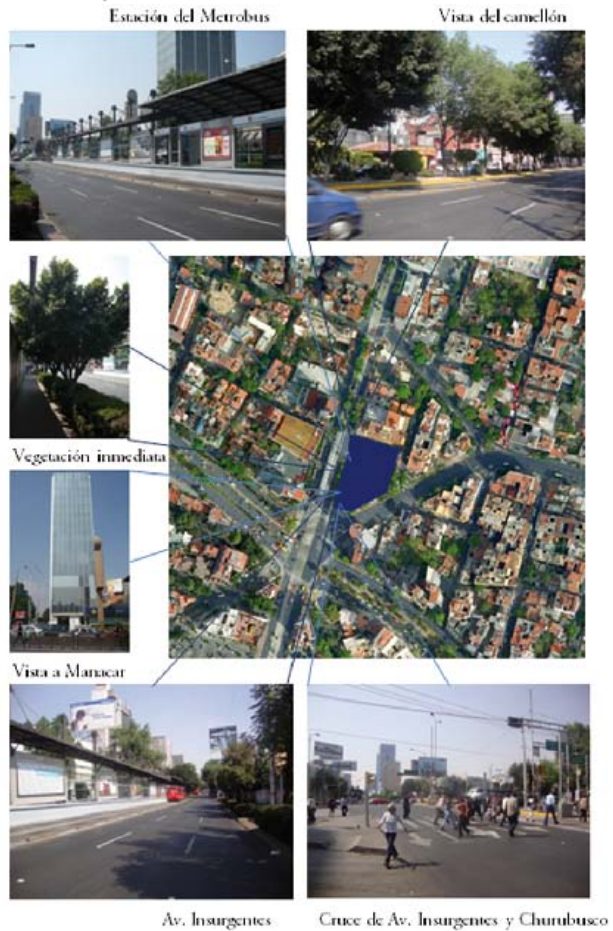 Estación del Metrobus
Vista del camellón
Vegetación inmediata
Vista a Manacar
Av. Insurgentes
Cruce de Av. Insurgentes y Churubusco